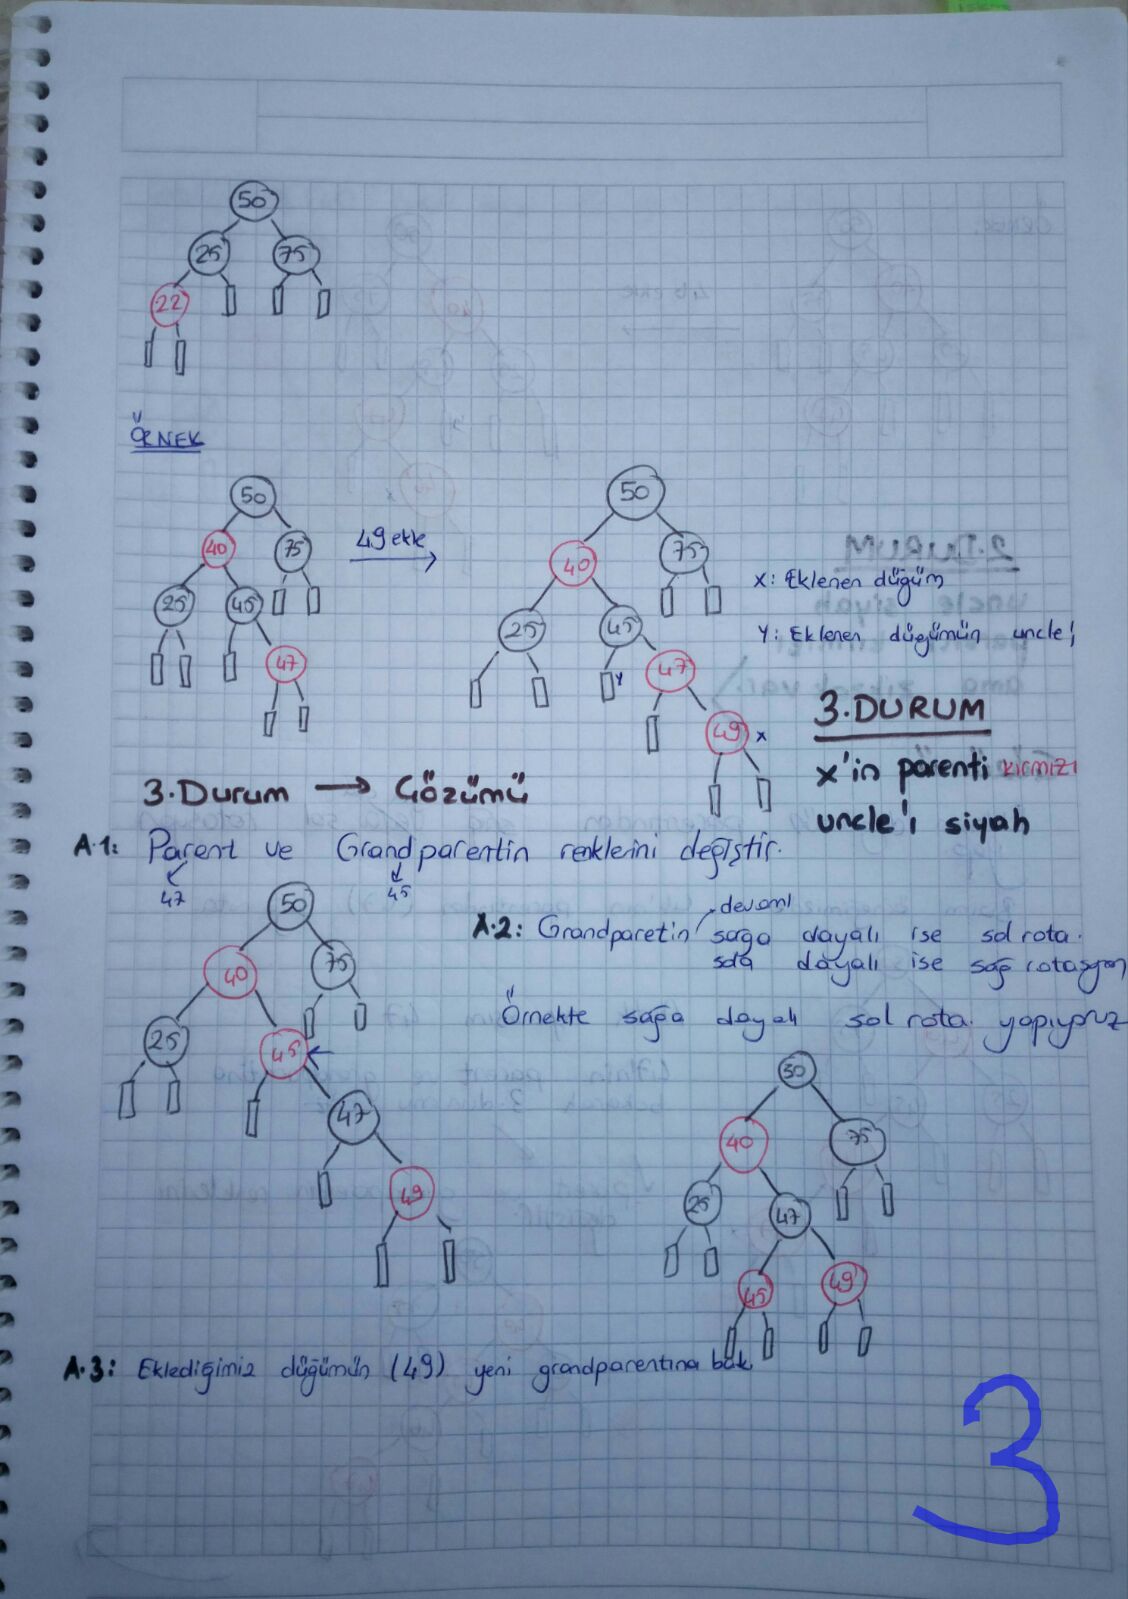 50
25 75
22
ÖRNEK
50
40 75
25 45
47
49 ekle
50
40 75
25 45
Y 47
49 x
x: Eklenen düğüm
Y: Eklenen düğümün uncle'ı
3.DURUM
x'in parenti kırmızı
uncle'ı siyah
3.Durum → Çözümü
A.1: Parent ve Grandparentin renklerini değiştir.
47 45
50
40 75
25 45
47
49
A.2: Grandparetin devamı
sağa dayalı ise sol rota.
sola dayalı ise sağ rotasyon
Örnekte sağa dayalı sol rota. yapıyoruz
50
40 75
25 47
45 49
A.3: Eklediğimiz düğümün (49) yeni grandparentına bak
3